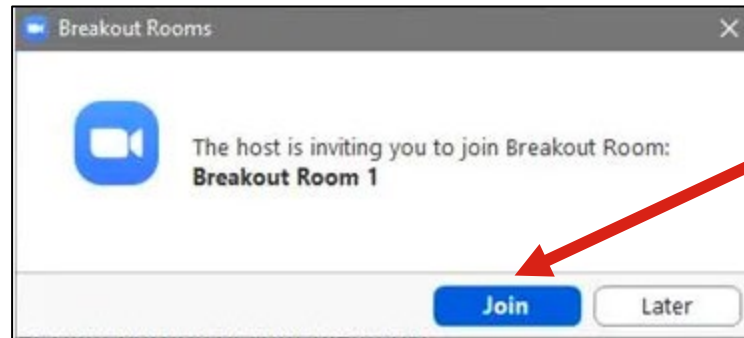 Breakout Rooms
The host is inviting you to join Breakout Room:
Breakout Room 1
Join Later